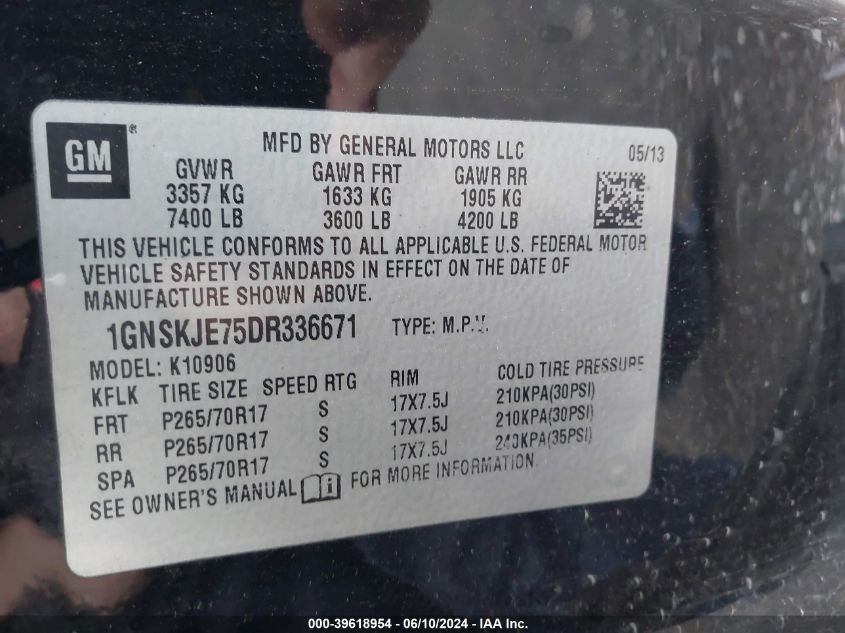 GM ®
MFD BY GENERAL MOTORS LLC 05/13
GVWR GAWR FRT GAWR RR
3357 KG 1633 KG 1905 KG
7400 LB 3600 LB 4200 LB
THIS VEHICLE CONFORMS TO ALL APPLICABLE U.S. FEDERAL MOTOR
VEHICLE SAFETY STANDARDS IN EFFECT ON THE DATE OF
MANUFACTURE SHOWN ABOVE.
1GNSKJE75DR336671 TYPE: M.P.V.
MODEL: K10906
KFLK TIRE SIZE SPEED RTG RIM COLD TIRE PRESSURE
FRT P265/70R17 S 17X7.5J 210KPA(30PSI)
RR P265/70R17 S 17X7.5J 210KPA(30PSI)
SPA P265/70R17 S 17X7.5J 240KPA(35PSI)
SEE OWNER'S MANUAL i FOR MORE INFORMATION.
000-39618954 / 06/10/2024 - IAA Inc.